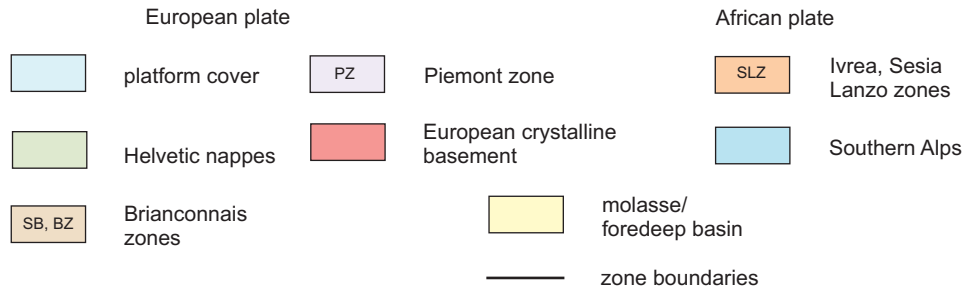 European plate
African plate
platform cover
PZ
Piemont zone
SLZ
Ivrea, Sesia
Lanzo zones
Helvetic nappes
European crystalline
basement
Southern Alps
SB, BZ
Brianconnais
zones
molasse/
foredeep basin
zone boundaries